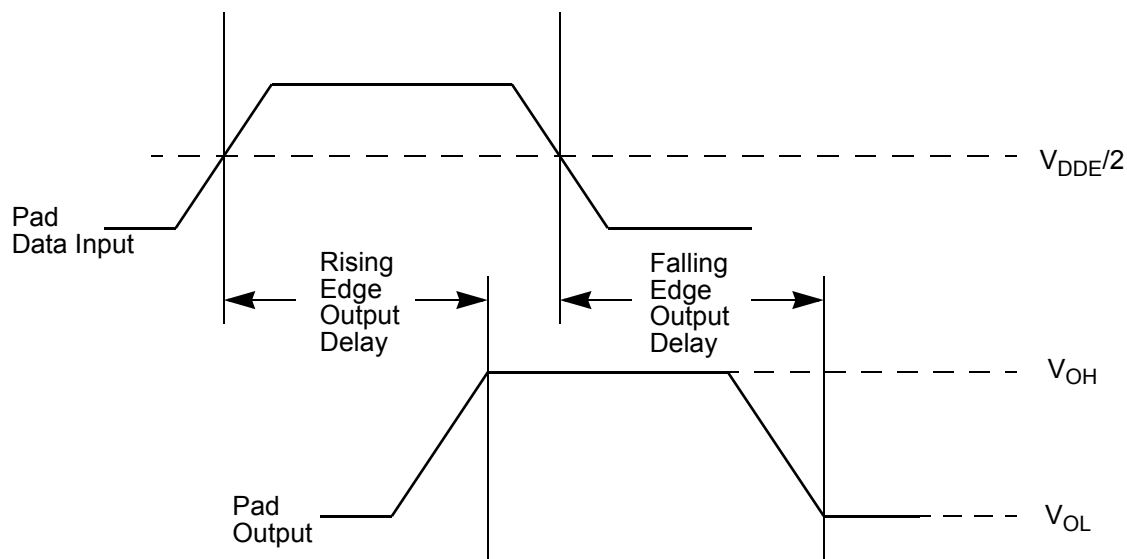 V_DDE/2
Pad
Data Input
Rising
Edge
Output
Delay
Falling
Edge
Output
Delay
V_OH
Pad
Output
V_OL